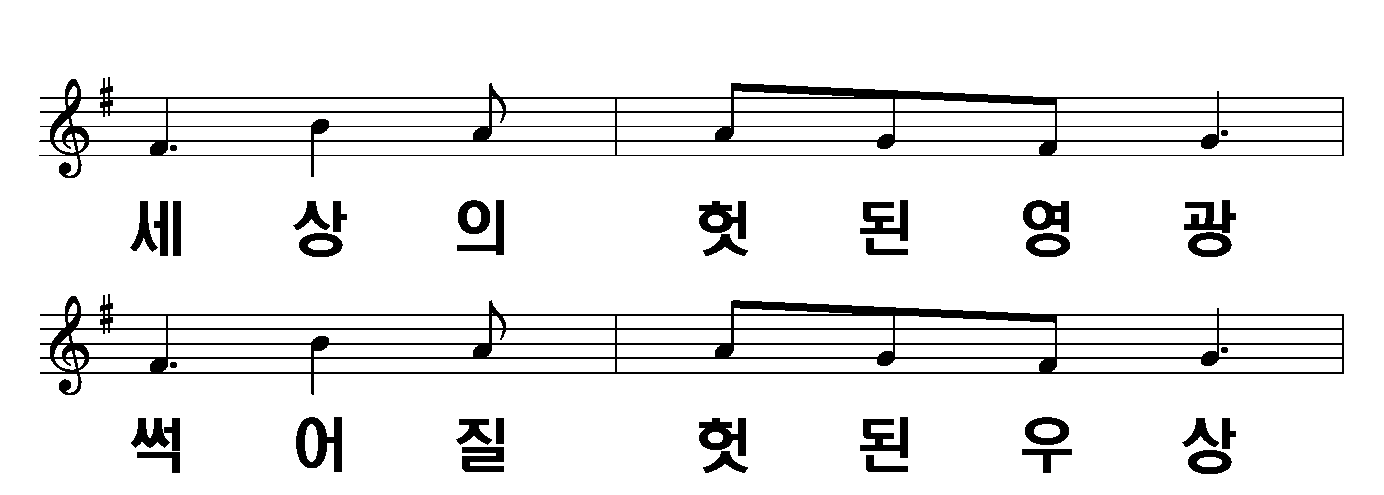 세 상 의 헛 된 영 광
썩 어 질 헛 된 우 상